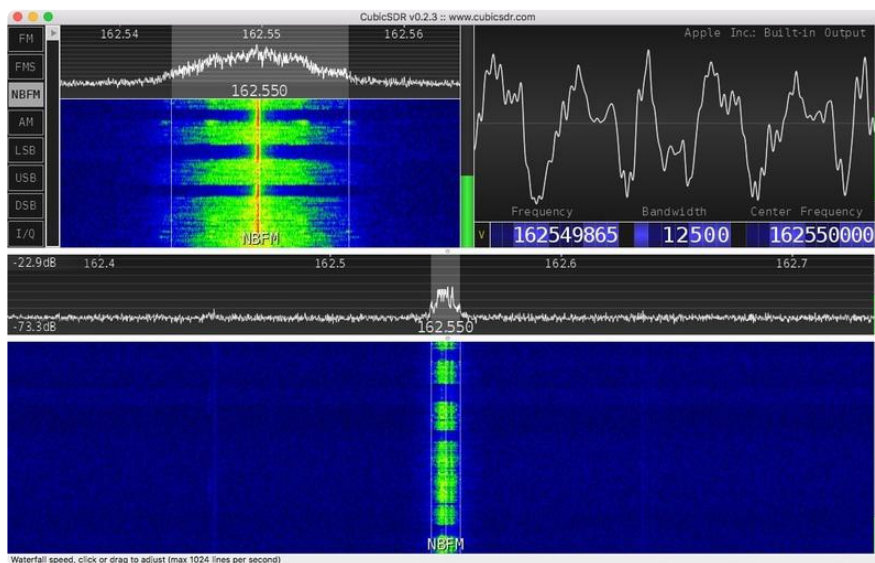 CubicSDR v0.2.3 :: www.cubicsdr.com
FM
FMS
NBFM
AM
LSB
USB
DSB
I/Q
162.54 162.55 162.56
162.550
NBFM
Apple Inc.: Built-in Output
Frequency Bandwidth Center Frequency
V 162549865 12500 162550000
-22.9dB 162.4 162.5 162.6 162.7
-73.3dB
162.550
NBFM
Waterfall speed, click or drag to adjust (max 1024 lines per second)